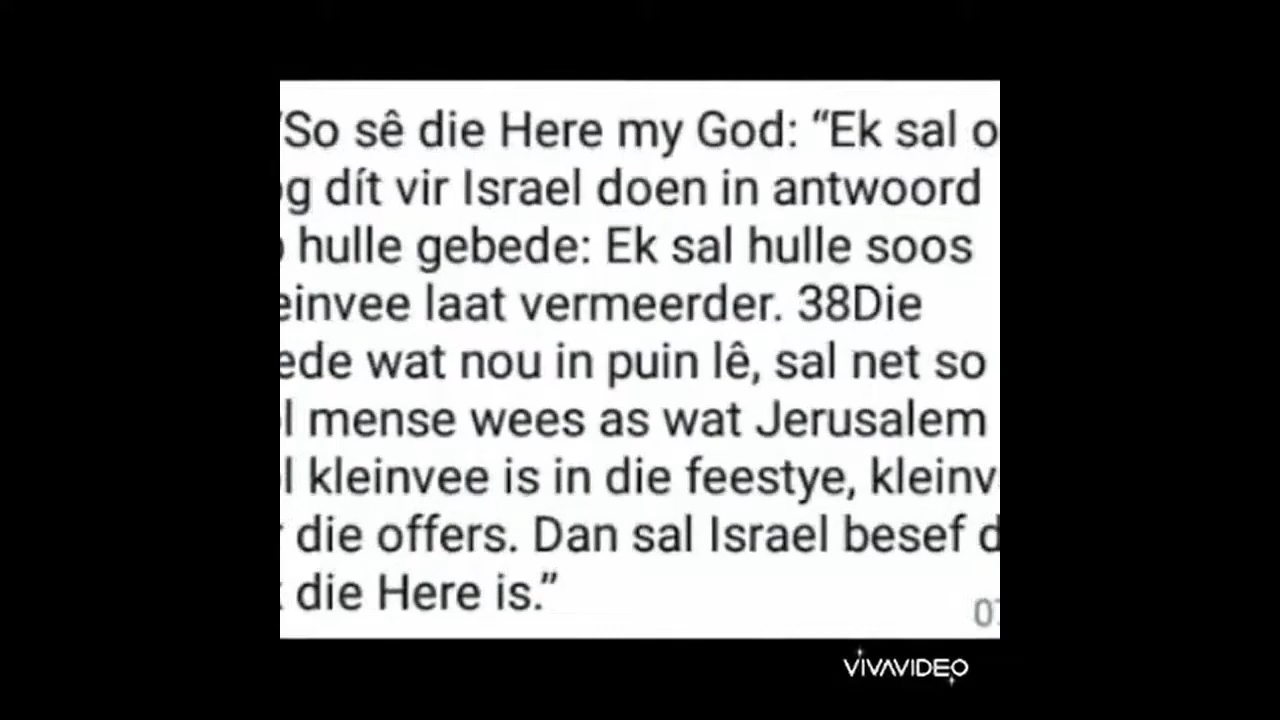 “So sê die Here my God: “Ek sal
dít vir Israel doen in antwoord
hulle gebede: Ek sal hulle soos
laat vermeerder. 38Die
wat nou in puin lê, sal net so
mense wees as wat Jerusalem
kleinvee is in die feestye,
die offers. Dan sal Israel besef
die Here is.”
VIVAVIDEO